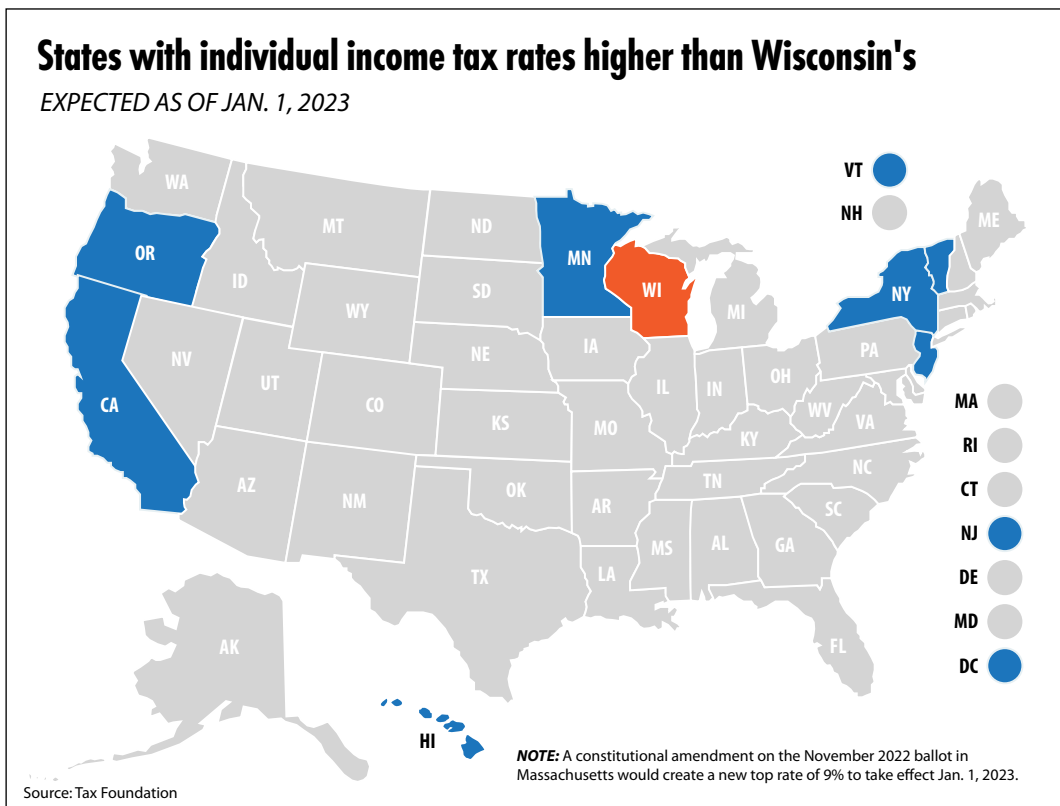 States with individual income tax rates higher than Wisconsin's
EXPECTED AS OF JAN. 1, 2023
VT
NH
WA
OR
CA
ID
NV
MT
WY
UT
AZ
CO
NM
ND
SD
NE
KS
OK
TX
MN
IA
MO
AR
LA
WI
IL
MI
IN
OH
KY
TN
MS
AL
GA
FL
SC
NC
VA
WV
PA
NY
ME
MA
RI
CT
NJ
DE
MD
DC
AK
HI
NOTE: A constitutional amendment on the November 2022 ballot in
Massachusetts would create a new top rate of 9% to take effect Jan. 1, 2023.
Source: Tax Foundation